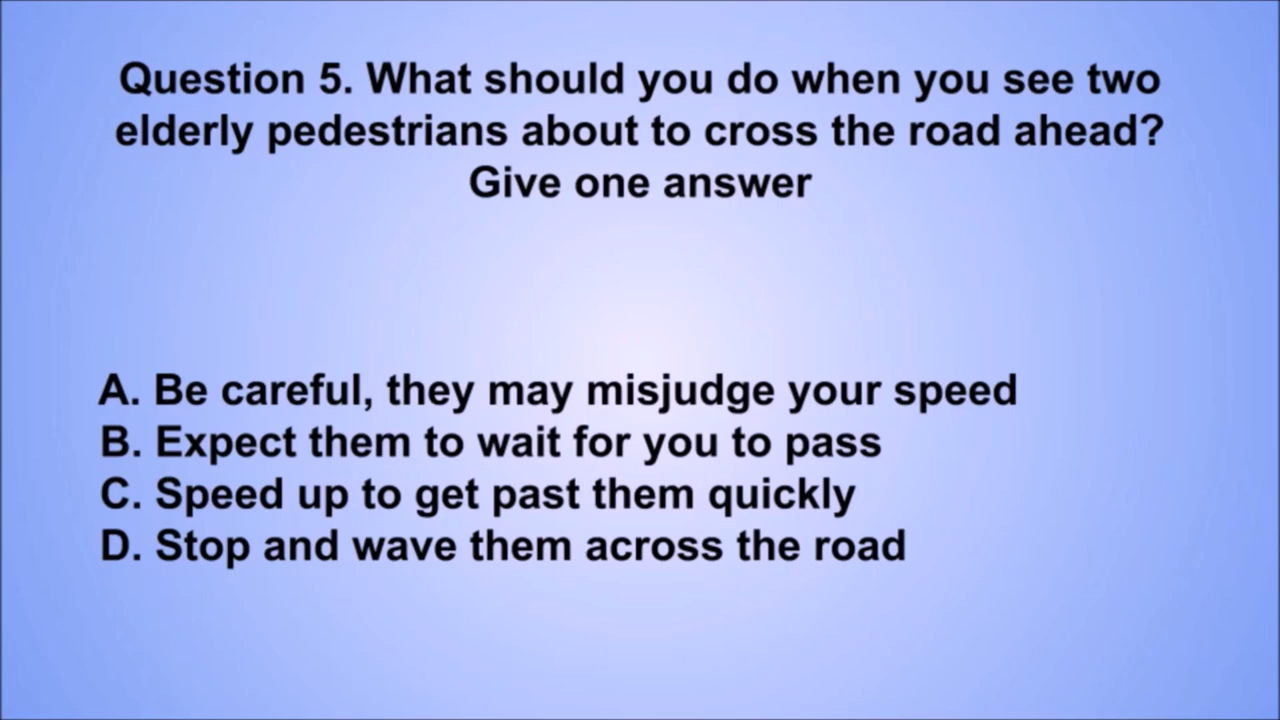 Question 5. What should you do when you see two
elderly pedestrians about to cross the road ahead?
Give one answer
A. Be careful, they may misjudge your speed
B. Expect them to wait for you to pass
C. Speed up to get past them quickly
D. Stop and wave them across the road